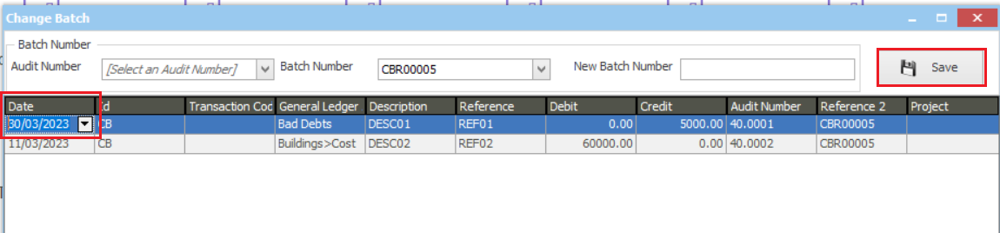 Change Batch
Batch Number
Audit Number [Select an Audit Number] Batch Number CBR00005 New Batch Number Save
Date Id Transaction Cod General Ledger Description Reference Debit Credit Audit Number Reference 2 Project
30/03/2023 CB Bad Debts DESC01 REF01 0.00 5000.00 40.0001 CBR00005
11/03/2023 CB Buildings>Cost DESC02 REF02 60000.00 0.00 40.0002 CBR00005